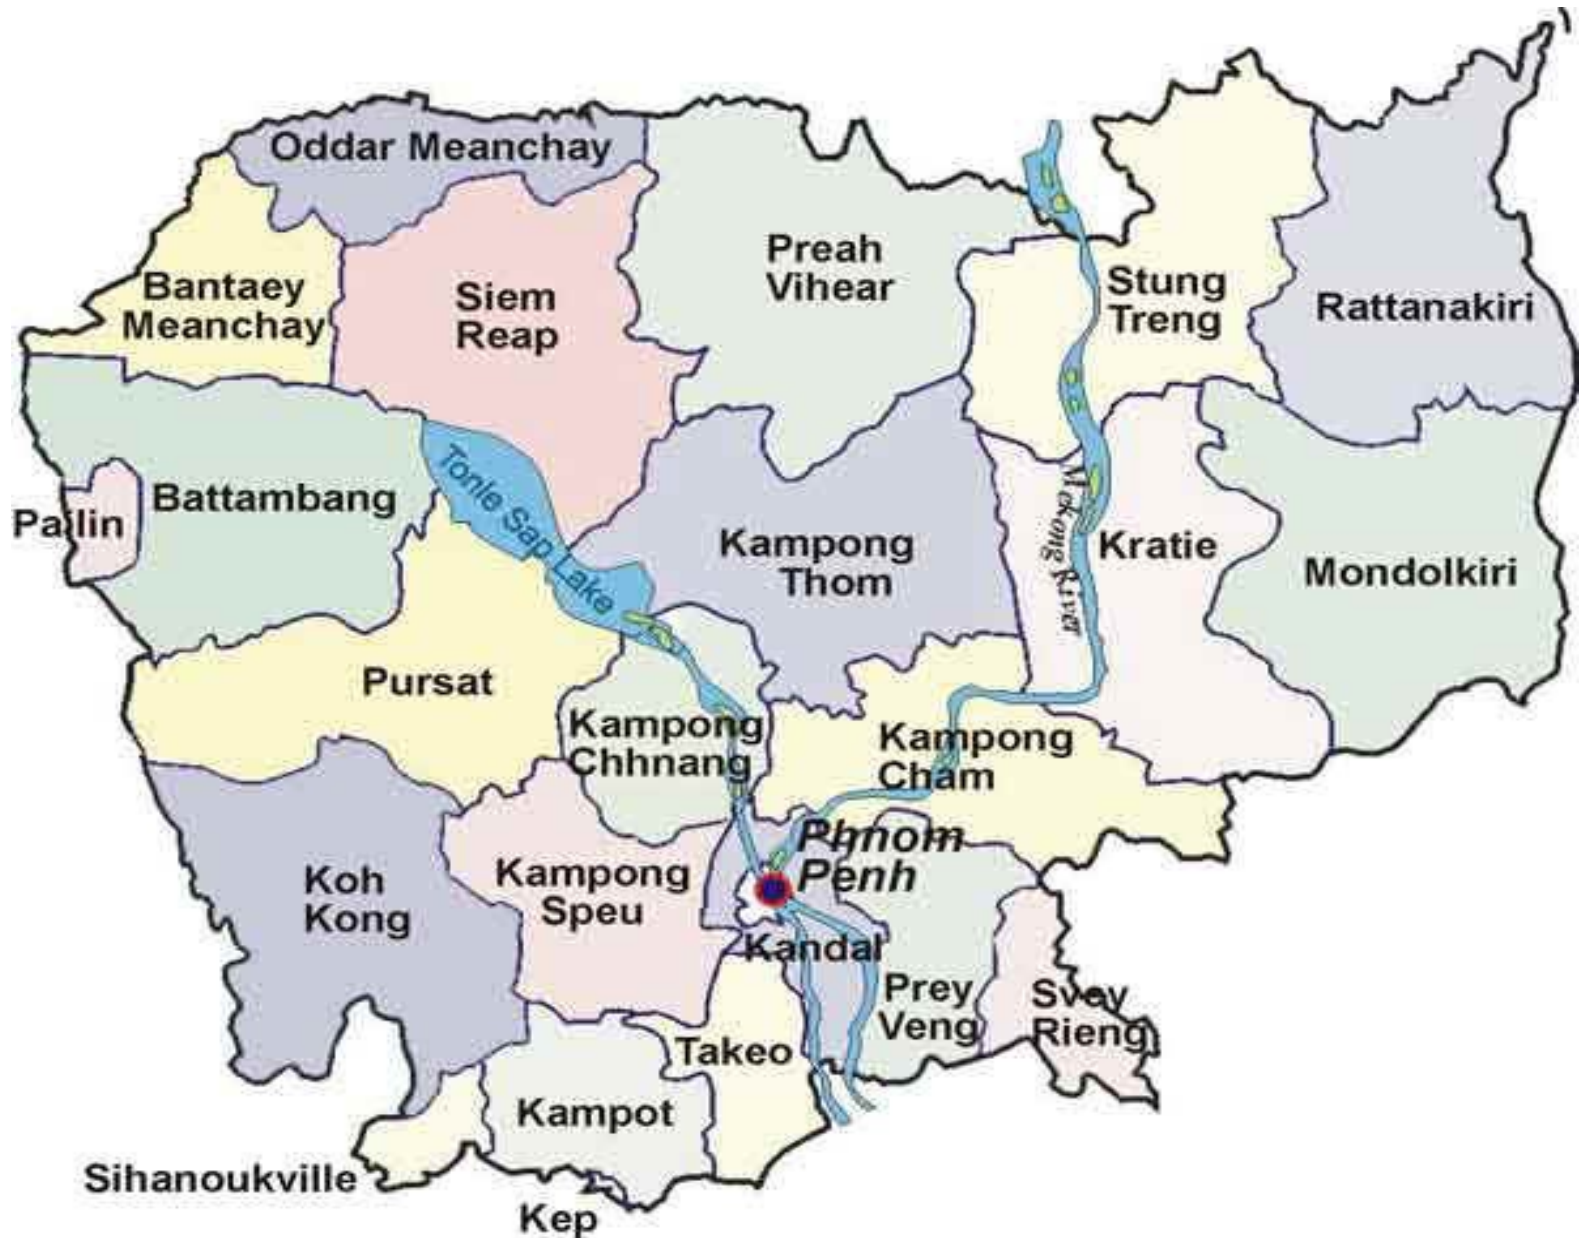 Oddar Meanchay
Preah
Vihear
Bantaey
Meanchay
Siem
Reap
Stung
Treng
Rattanakiri
Battambang
Pailin
Tonle Sap Lake
Kampong
Thom
Mekong River
Kratie
Mondolkiri
Pursat
Kampong
Chhnang
Kampong
Cham
Phnom
Penh
Koh
Kong
Kampong
Speu
Kandal
Prey
Veng
Svey
Rieng
Takeo
Kampot
Sihanoukville
Kep